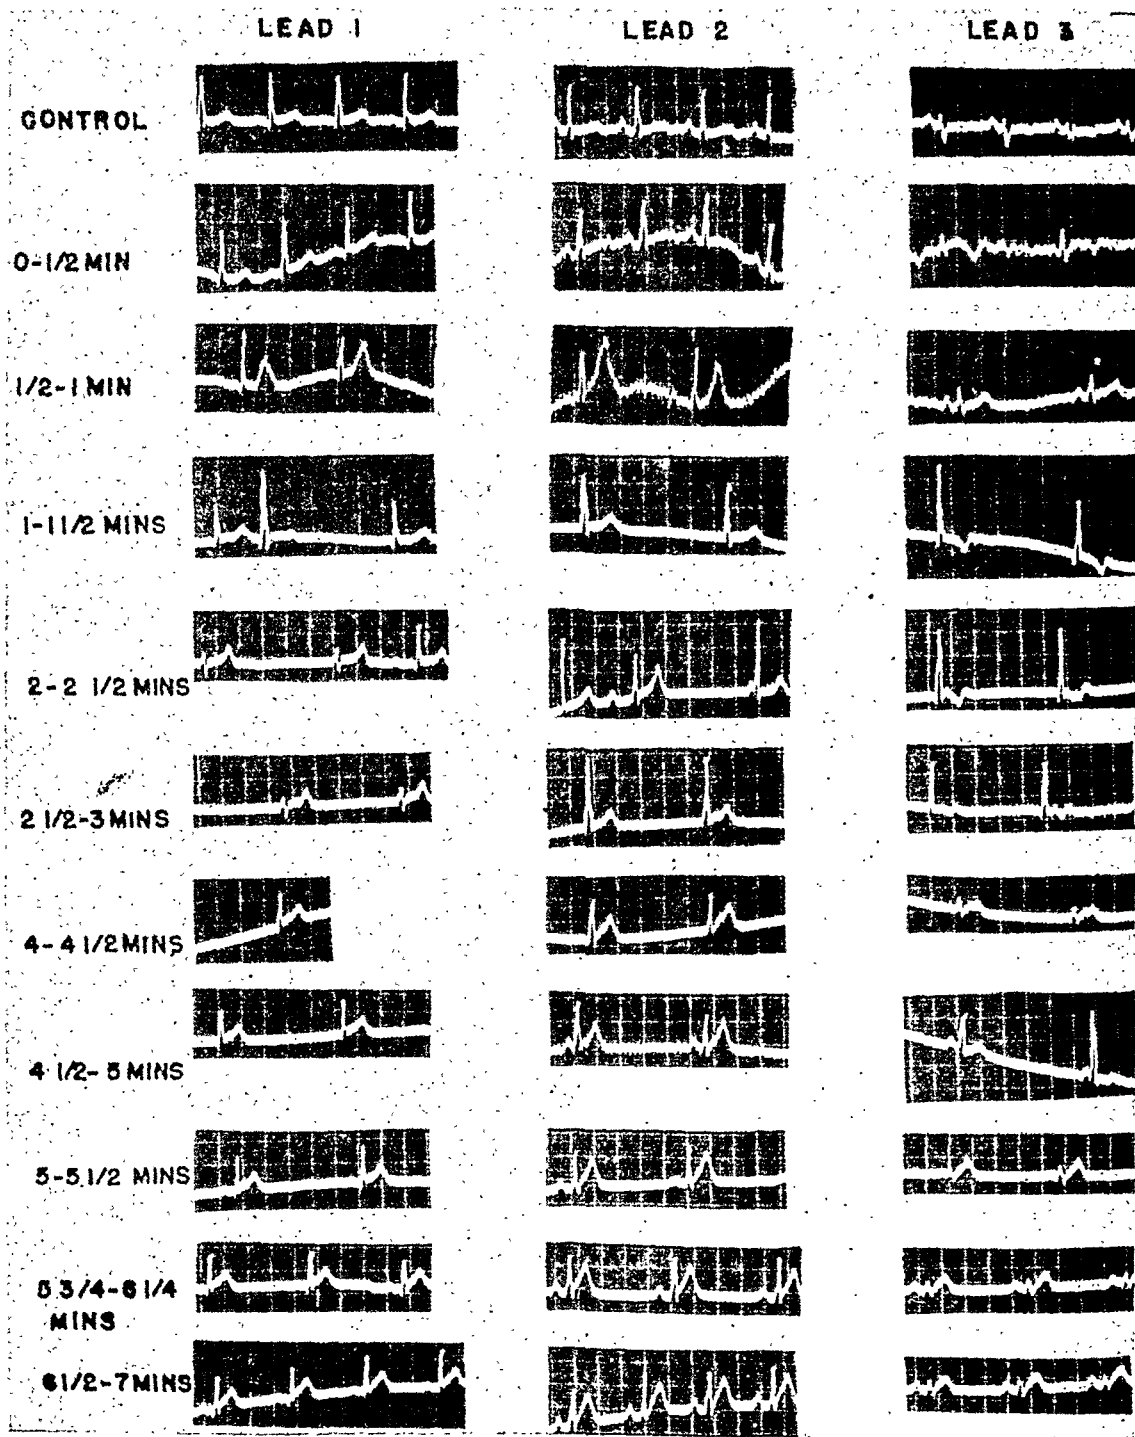 LEAD 1
LEAD 2
LEAD 3
CONTROL
0-1/2 MIN
1/2-1 MIN
1-1 1/2 MINS
2-2 1/2 MINS
2 1/2-3 MINS
4-4 1/2 MINS
4 1/2-5 MINS
5-5 1/2 MINS
5 3/4-6 1/4
MINS
6 1/2-7 MINS